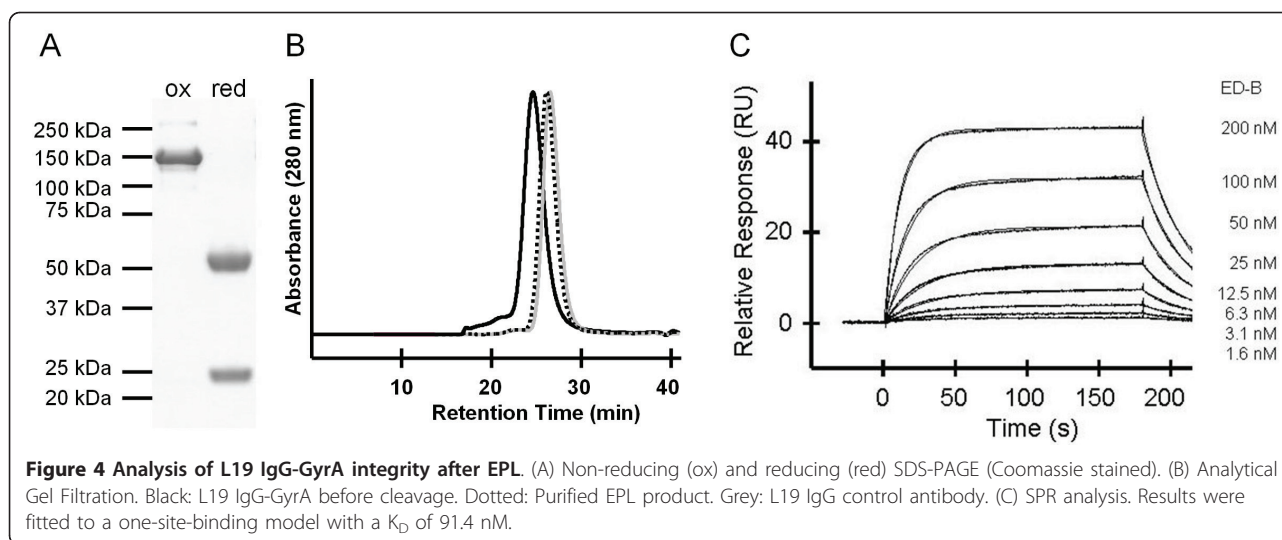 A
ox red
250 kDa
150 kDa
100 kDa
75 kDa
50 kDa
37 kDa
25 kDa
20 kDa
B
Absorbance (280 nm)
10 20 30 40
Retention Time (min)
C
Relative Response (RU)
40
20
0
0 50 100 150 200
Time (s)
ED-B
200 nM
100 nM
50 nM
25 nM
12.5 nM
6.3 nM
3.1 nM
1.6 nM
Figure 4 Analysis of L19 IgG-GyrA integrity after EPL. (A) Non-reducing (ox) and reducing (red) SDS-PAGE (Coomassie stained). (B) Analytical
Gel Filtration. Black: L19 IgG-GyrA before cleavage. Dotted: Purified EPL product. Grey: L19 IgG control antibody. (C) SPR analysis. Results were
fitted to a one-site-binding model with a KD of 91.4 nM.